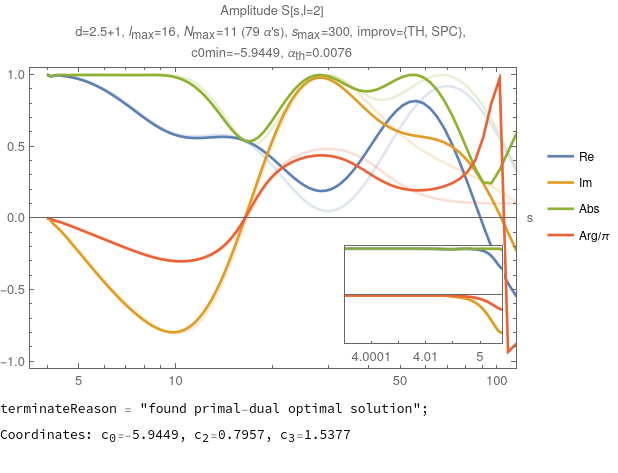 Amplitude S[s,l=2]
d=2.5+1, lmax=16, Nmax=11 (79 α's), smax=300, improv={TH, SPC},
c0min=−5.9449, αth=0.0076
1.0
0.5
0.0
−0.5
−1.0
5
10
50
100
s
4.0001
4.01
5
Re
Im
Abs
Arg/π
terminateReason = "found primal-dual optimal solution";
Coordinates: c0=-5.9449, c2=0.7957, c3=1.5377